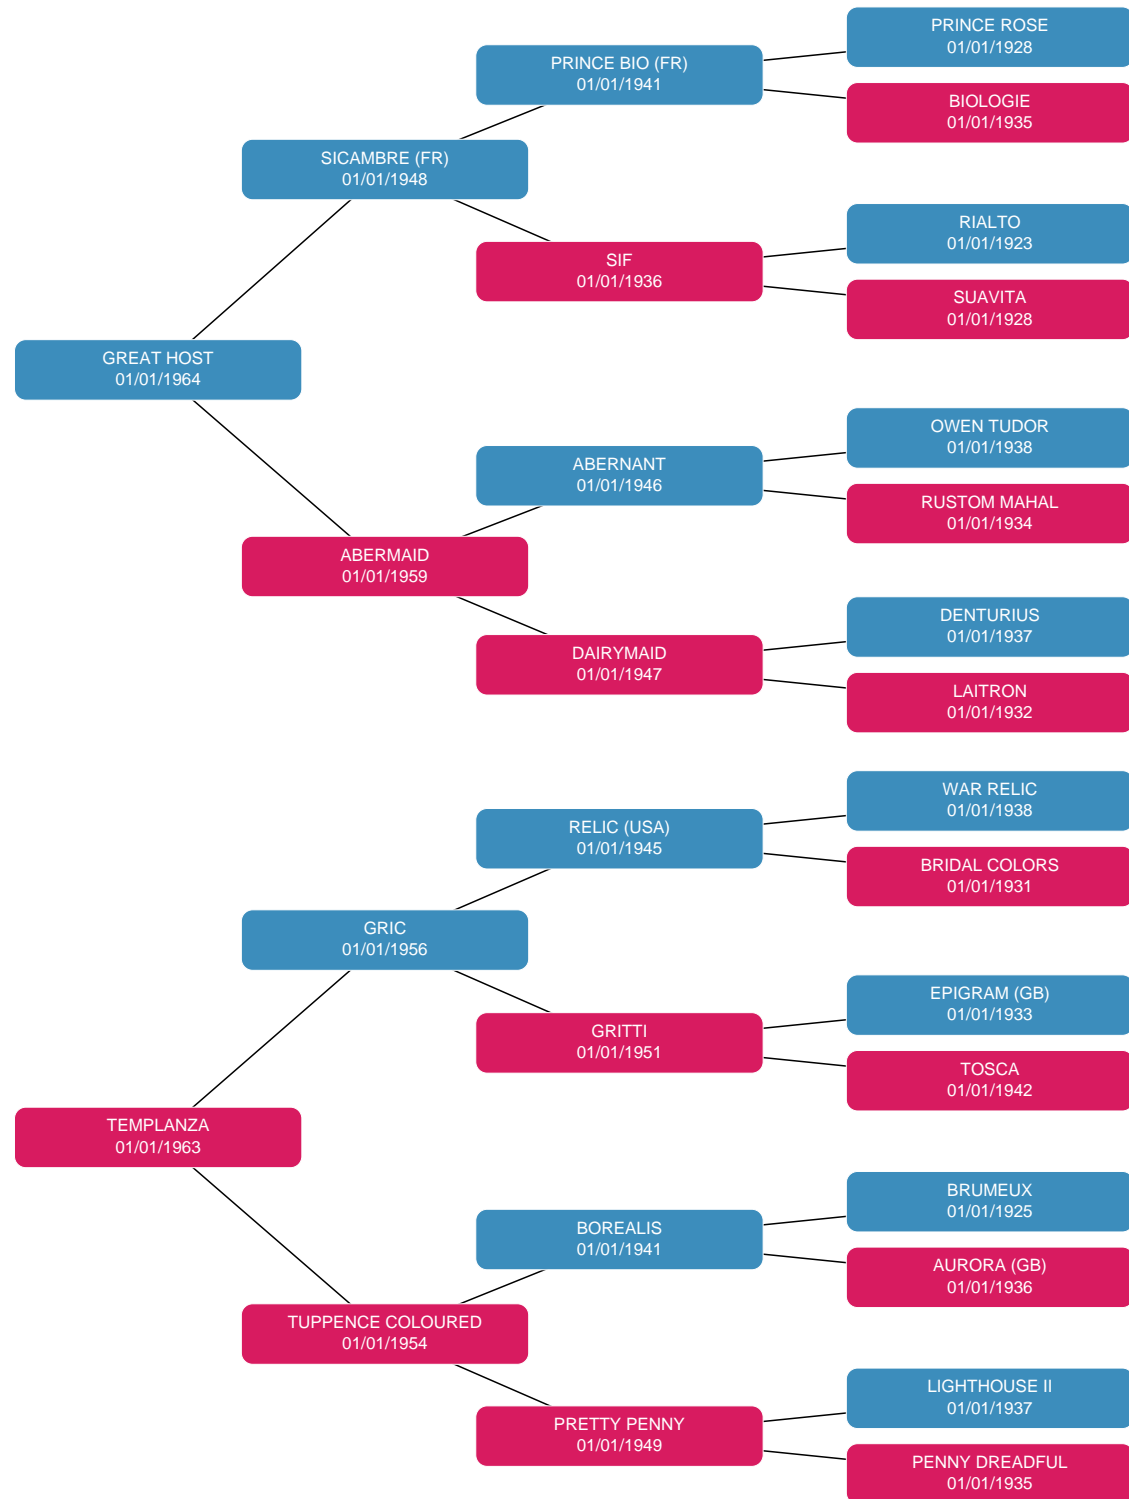 PRINCE ROSE
01/01/1928
PRINCE BIO (FR)
01/01/1941
BIOLOGIE
01/01/1935
SICAMBRE (FR)
01/01/1948
RIALTO
01/01/1923
SIF
01/01/1936
SUAVITA
01/01/1928
GREAT HOST
01/01/1964
OWEN TUDOR
01/01/1938
ABERNANT
01/01/1946
RUSTOM MAHAL
01/01/1934
ABERMAID
01/01/1959
DENTURIUS
01/01/1937
DAIRYMAID
01/01/1947
LAITRON
01/01/1932
WAR RELIC
01/01/1938
RELIC (USA)
01/01/1945
BRIDAL COLORS
01/01/1931
GRIC
01/01/1956
EPIGRAM (GB)
01/01/1933
GRITTI
01/01/1951
TOSCA
01/01/1942
TEMPLANZA
01/01/1963
BRUMEUX
01/01/1925
BOREALIS
01/01/1941
AURORA (GB)
01/01/1936
TUPPENCE COLOURED
01/01/1954
LIGHTHOUSE II
01/01/1937
PRETTY PENNY
01/01/1949
PENNY DREADFUL
01/01/1935